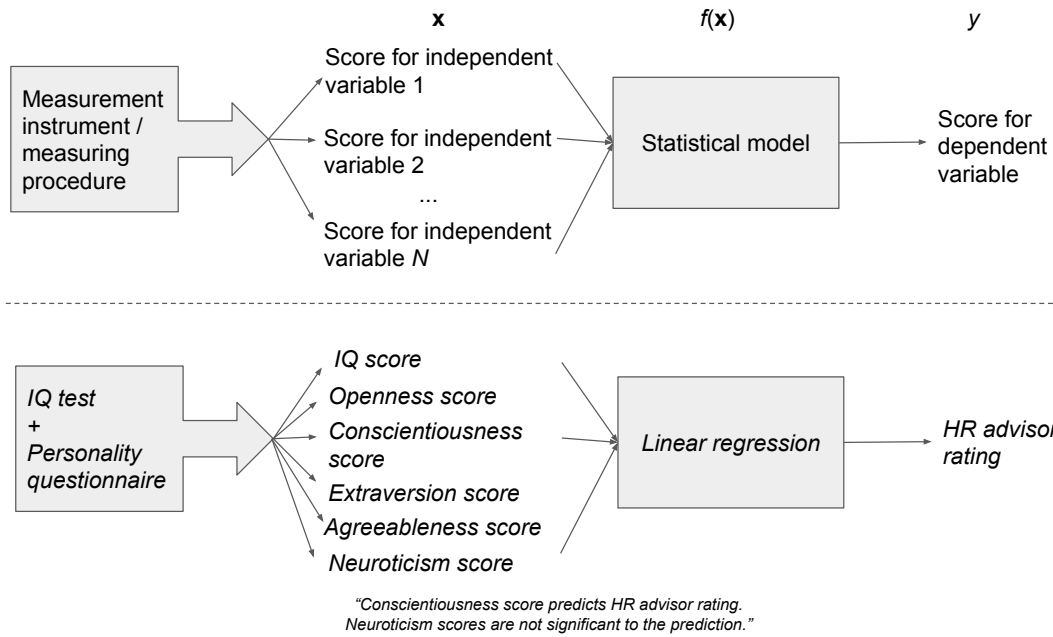 x
f(x)
y
Measurement
instrument /
measuring
procedure
Score for independent
variable 1
Score for independent
variable 2
...
Score for independent
variable N
Statistical model
Score for
dependent
variable
IQ test
+
Personality
questionnaire
IQ score
Openness score
Conscientiousness
score
Extraversion score
Agreeableness score
Neuroticism score
Linear regression
HR advisor
rating
“Conscientiousness score predicts HR advisor rating.
Neuroticism scores are not significant to the prediction.”